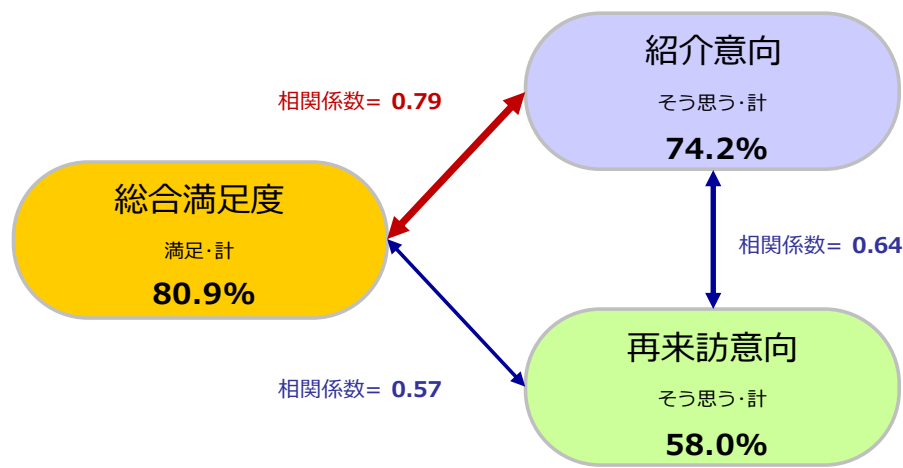 紹介意向
そう思う･計
74.2%
相関係数= 0.79
総合満足度
満足･計
80.9%
相関係数= 0.64
相関係数= 0.57
再来訪意向
そう思う･計
58.0%